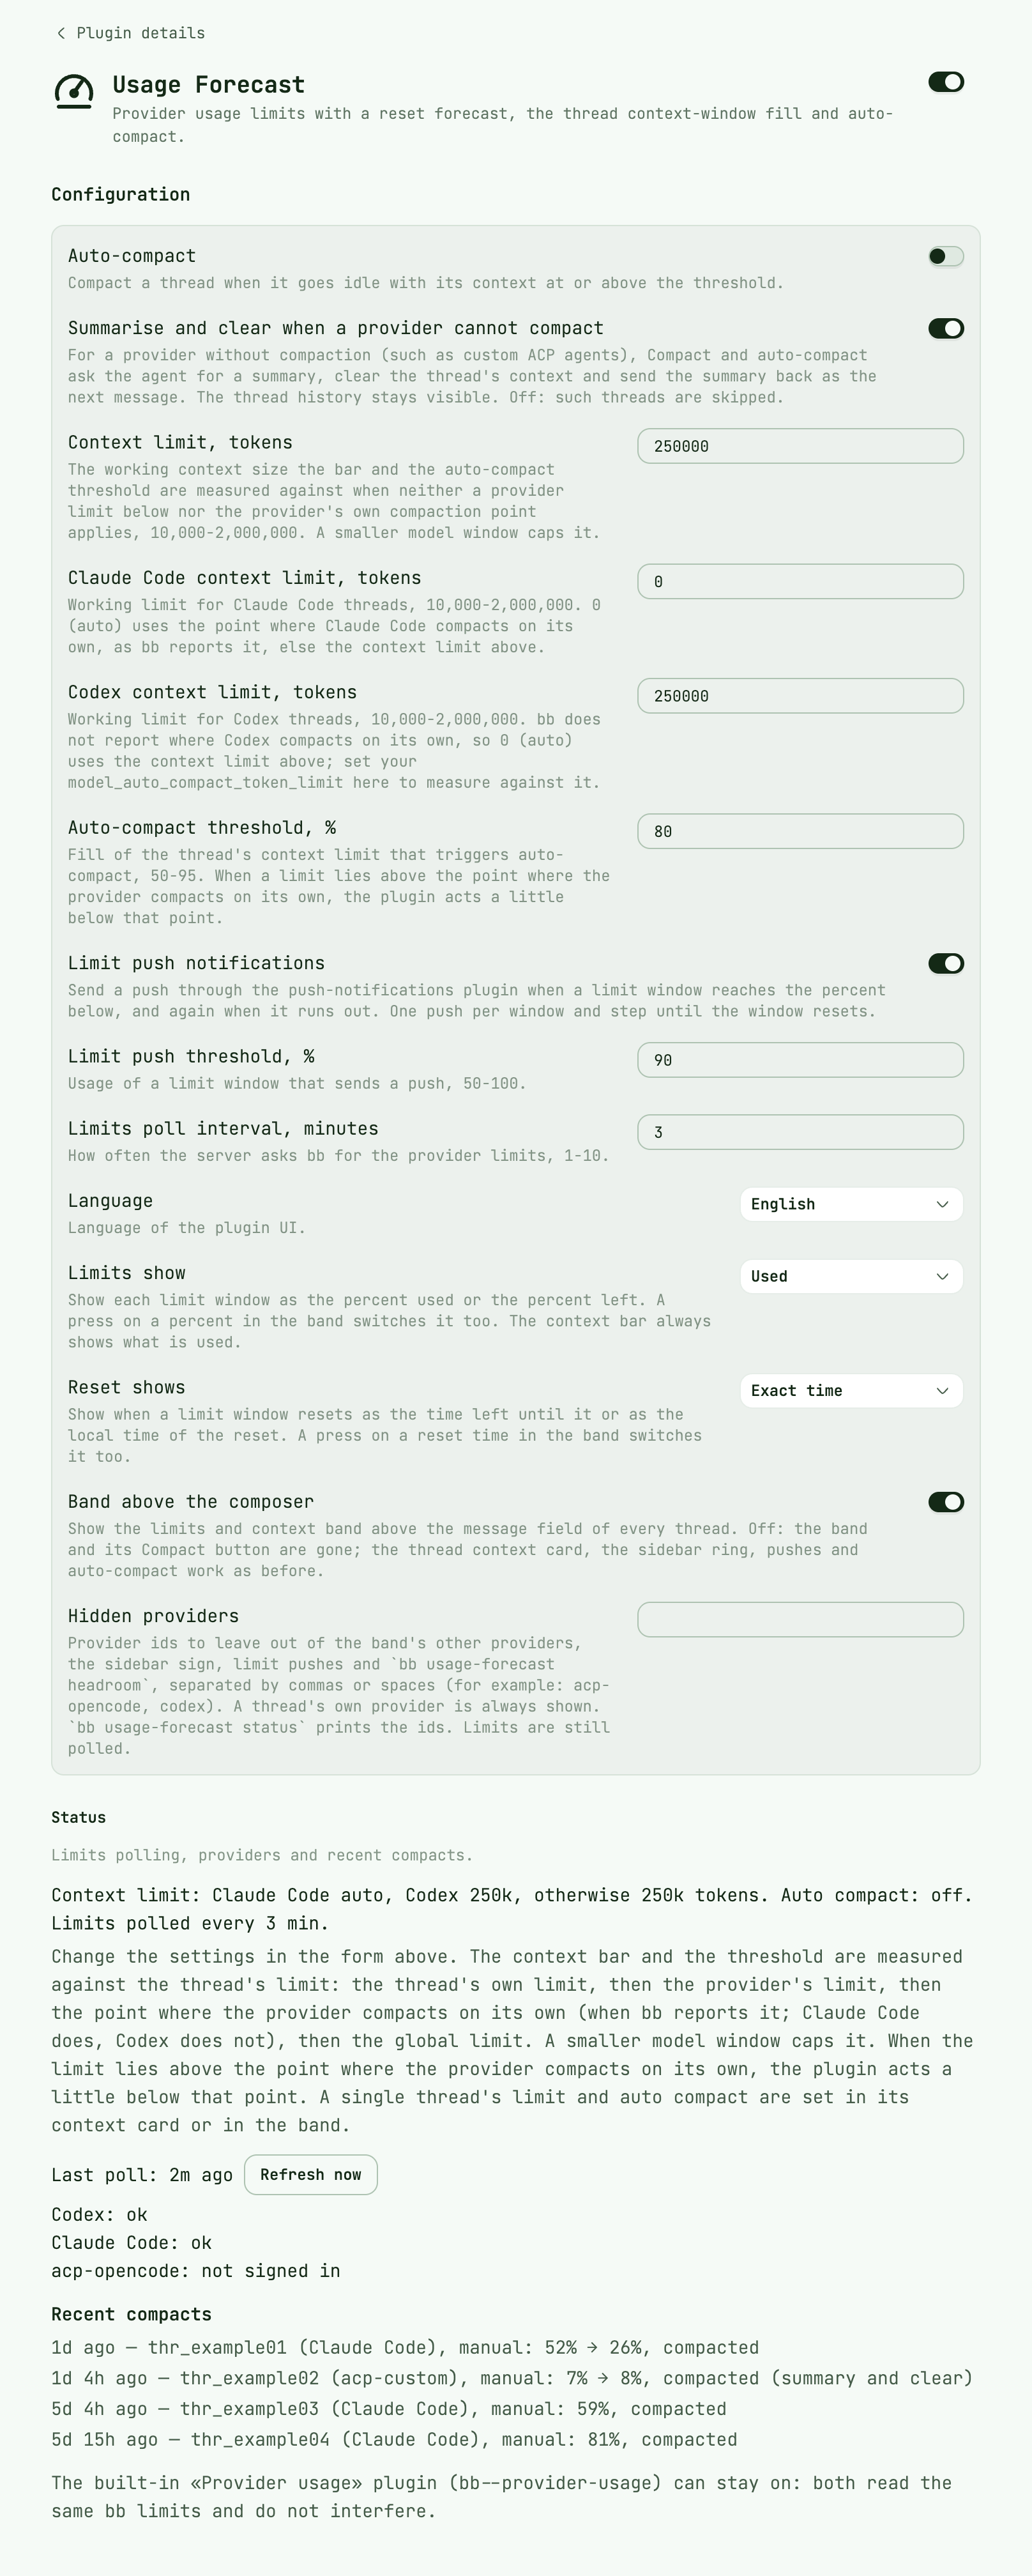 Plugin details
Usage Forecast
Provider usage limits with a reset forecast, the thread context-window fill and auto-
compact.
Configuration
Auto-compact
Compact a thread when it goes idle with its context at or above the threshold.
Summarise and clear when a provider cannot compact
For a provider without compaction (such as custom ACP agents), Compact and auto-compact
ask the agent for a summary, clear the thread's context and send the summary back as the
next message. The thread history stays visible. Off: such threads are skipped.
Context limit, tokens
250000
The working context size the bar and the auto-compact
threshold are measured against when neither a provider
limit below nor the provider's own compaction point
applies, 10,000-2,000,000. A smaller model window caps it.
Claude Code context limit, tokens
0
Working limit for Claude Code threads, 10,000-2,000,000. 0
(auto) uses the point where Claude Code compacts on its
own, as bb reports it, else the context limit above.
Codex context limit, tokens
250000
Working limit for Codex threads, 10,000-2,000,000. bb does
not report where Codex compacts on its own, so 0 (auto)
uses the context limit above; set your
model_auto_compact_token_limit here to measure against it.
Auto-compact threshold, %
80
Fill of the thread's context limit that triggers auto-
compact, 50-95. When a limit lies above the point where the
provider compacts on its own, the plugin acts a little
below that point.
Limit push notifications
Send a push through the push-notifications plugin when a limit window reaches the percent
below, and again when it runs out. One push per window and step until the window resets.
Limit push threshold, %
90
Usage of a limit window that sends a push, 50-100.
Limits poll interval, minutes
3
How often the server asks bb for the provider limits, 1-10.
Language
English
Language of the plugin UI.
Limits show
Used
Show each limit window as the percent used or the percent left. A
press on a percent in the band switches it too. The context bar always
shows what is used.
Reset shows
Exact time
Show when a limit window resets as the time left until it or as the
local time of the reset. A press on a reset time in the band switches
it too.
Band above the composer
Show the limits and context band above the message field of every thread. Off: the band
and its Compact button are gone; the thread context card, the sidebar ring, pushes and
auto-compact work as before.
Hidden providers
Provider ids to leave out of the band's other providers,
the sidebar sign, limit pushes and `bb usage-forecast
headroom`, separated by commas or spaces (for example: acp-
opencode, codex). A thread's own provider is always shown.
`bb usage-forecast status` prints the ids. Limits are still
polled.
Status
Limits polling, providers and recent compacts.
Context limit: Claude Code auto, Codex 250k, otherwise 250k tokens. Auto compact: off.
Limits polled every 3 min.
Change the settings in the form above. The context bar and the threshold are measured
against the thread's limit: the thread's own limit, then the provider's limit, then
the point where the provider compacts on its own (when bb reports it; Claude Code
does, Codex does not), then the global limit. A smaller model window caps it. When the
limit lies above the point where the provider compacts on its own, the plugin acts a
little below that point. A single thread's limit and auto compact are set in its
context card or in the band.
Last poll: 2m ago Refresh now
Codex: ok
Claude Code: ok
acp-opencode: not signed in
Recent compacts
1d ago — thr_example01 (Claude Code), manual: 52% → 26%, compacted
1d 4h ago — thr_example02 (acp-custom), manual: 7% → 8%, compacted (summary and clear)
5d 4h ago — thr_example03 (Claude Code), manual: 59%, compacted
5d 15h ago — thr_example04 (Claude Code), manual: 81%, compacted
The built-in «Provider usage» plugin (bb--provider-usage) can stay on: both read the
same bb limits and do not interfere.